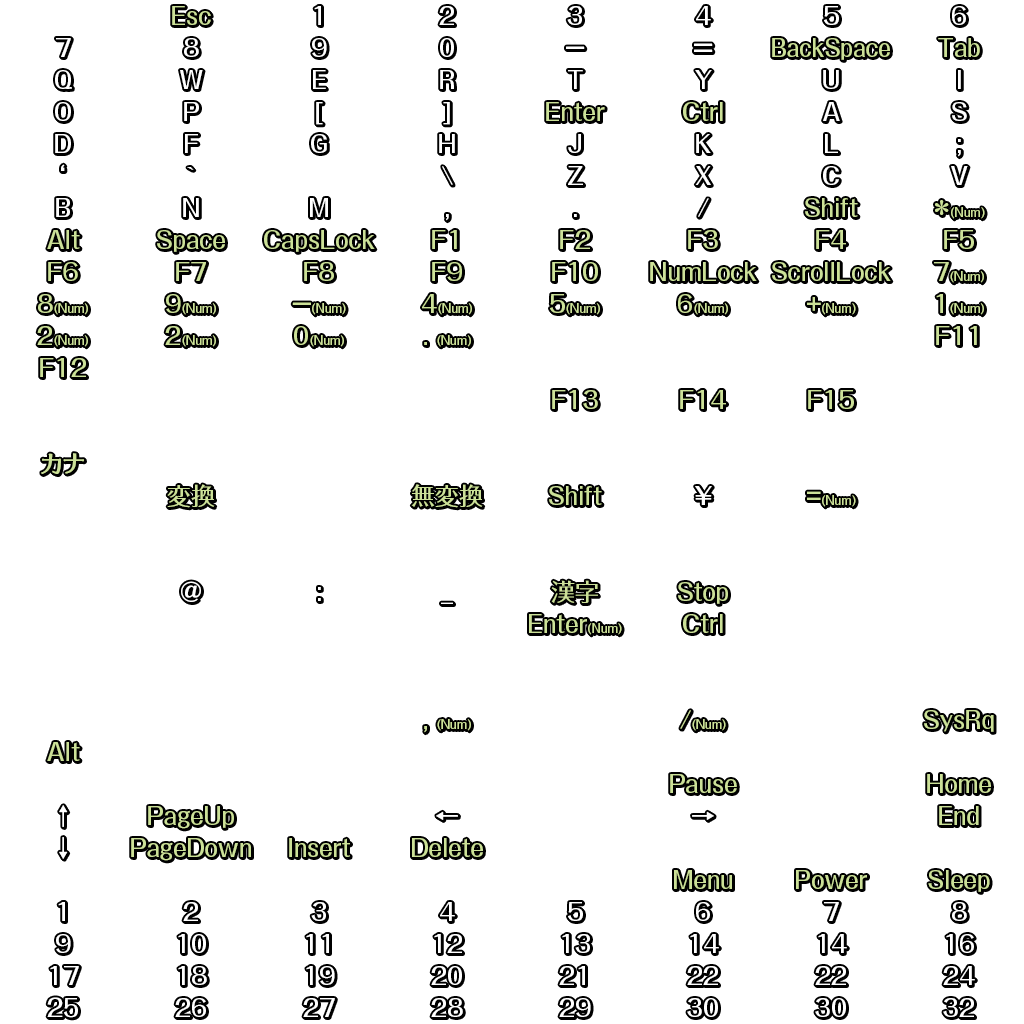 Esc 1 2 3 4 5 6
7 8 9 0 − = BackSpace Tab
Q W E R T Y U I
O P [ ] Enter Ctrl A S
D F G H J K L ;
‘ ` \ Z X C V
B N M , . / Shift *(Num)
Alt Space CapsLock F1 F2 F3 F4 F5
F6 F7 F8 F9 F10 NumLock ScrollLock 7(Num)
8(Num) 9(Num) −(Num) 4(Num) 5(Num) 6(Num) +(Num) 1(Num)
2(Num) 2(Num) 0(Num) .(Num) F11
F12
F13 F14 F15
カナ
変換 無変換 Shift ¥ =(Num)
@ : _ 漢字 Stop
Enter(Num) Ctrl
,(Num) /(Num) SysRq
Alt
Pause Home
↑ PageUp ← → End
↓ PageDown Insert Delete
Menu Power Sleep
1 2 3 4 5 6 7 8
9 10 11 12 13 14 14 16
17 18 19 20 21 22 22 24
25 26 27 28 29 30 30 32